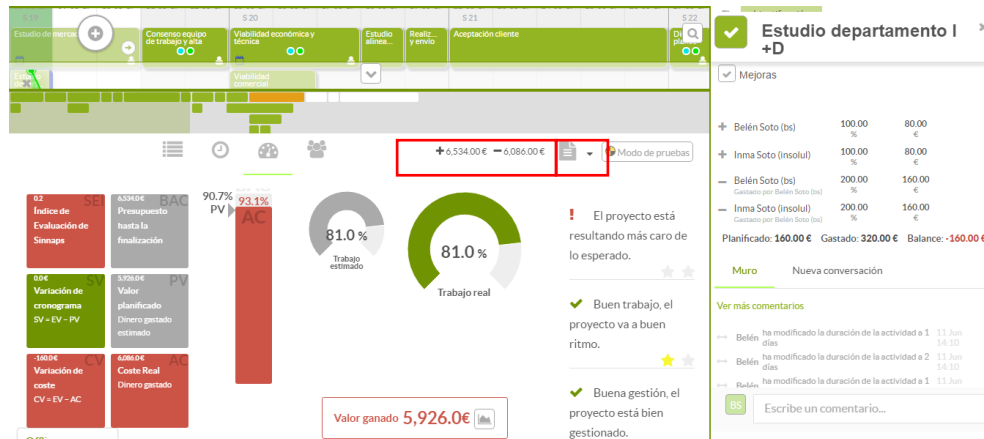 S 19
S 20
S 21
S 22
Estudio de mercado
Consenso equipo
de trabajo y alta
Viabilidad económica y
técnica
Estudio
alinea...
Realiz...
y envio
Aceptación cliente
Viabilidad
comercial
+6,534.00 € −6,086.00 €
Modo de pruebas
0.2
SEI
Índice de
Evaluación de
Sinnaps
6,534.0€
BAC
Presupuesto
hasta la
finalización
0.0€
SV
Variación de
cronograma
SV = EV − PV
5,926.0€
PV
Valor
planificado
Dinero gastado
estimado
-160.0€
CV
Variación de
coste
CV = EV − AC
6,086.0€
AC
Coste Real
Dinero gastado
90.7%
PV
93.1%
AC
81.0 %
Trabajo
estimado
81.0 %
Trabajo real
Valor ganado 5,926.0€
! El proyecto está
resultando más caro de
lo esperado.
Buen trabajo, el
proyecto va a buen
ritmo.
Buena gestión, el
proyecto está bien
gestionado.
Estudio departamento I
+D
Mejoras
+ Belén Soto (bs) 100.00 % 80.00 €
+ Inma Soto (insolul) 100.00 % 80.00 €
− Belén Soto (bs) 200.00 % 160.00 €
Gastado por Belén Soto (bs)
− Inma Soto (insolul) 200.00 % 160.00 €
Gastado por Belén Soto (bs)
Planificado: 160.00 € Gastado: 320.00 € Balance: -160.00 €
Muro Nueva conversación
Ver más comentarios
Belén ha modificado la duración de la actividad a 1 días 11 Jun 14:10
Belén ha modificado la duración de la actividad a 2 días 11 Jun 14:10
Belén ha modificado la duración de la actividad a 1 11 Jun
BS
Escribe un comentario...